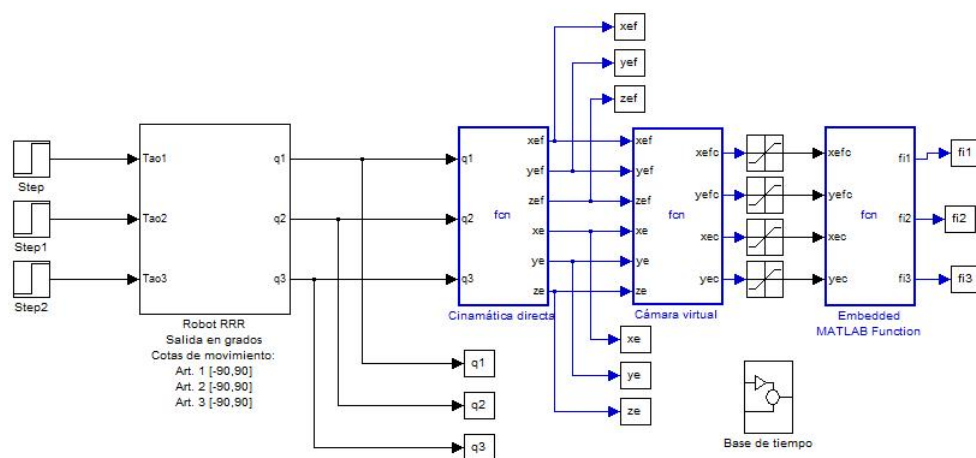 xef
yef
zef
Step
Step1
Step2
Tao1
Tao2
Tao3
q1
q2
q3
Robot RRR
Salida en grados
Cotas de movimiento:
Art. 1 [-90,90]
Art. 2 [-90,90]
Art. 3 [-90,90]
q1
q2
q3
fcn
xef
yef
zef
xe
ye
ze
Cinamática directa
xef
yef
zef
xe
ye
ze
fcn
xefc
yefc
xec
yec
Cámara virtual
xefc
yefc
xec
yec
fcn
fi1
fi2
fi3
Embedded
MATLAB Function
fi1
fi2
fi3
xe
ye
ze
q1
q2
q3
Base de tiempo